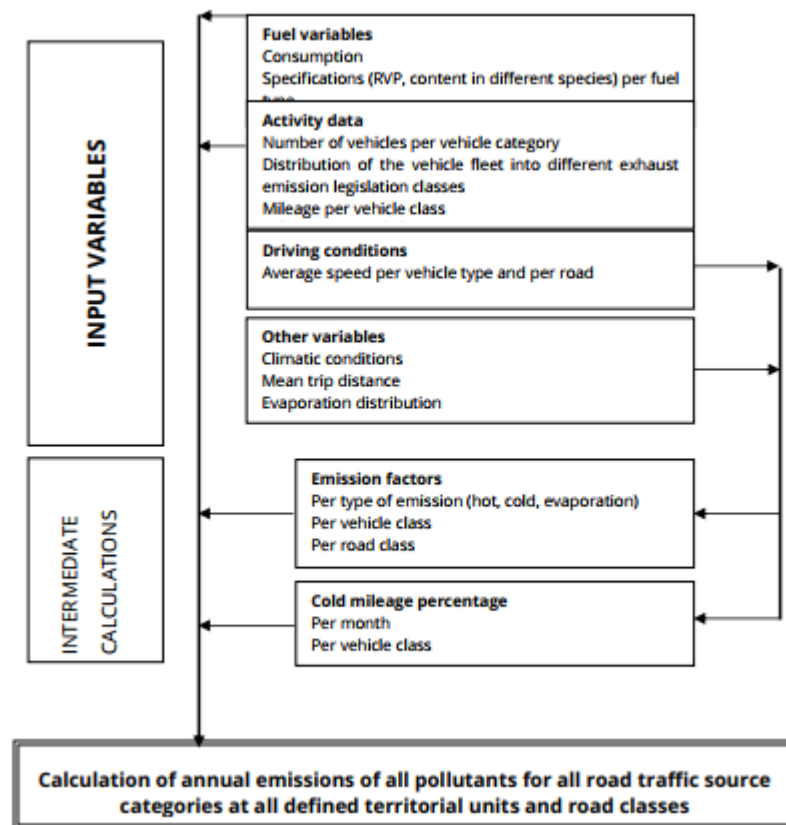 INPUT VARIABLES
Fuel variables
Consumption
Specifications (RVP, content in different species) per fuel
Activity data
Number of vehicles per vehicle category
Distribution of the vehicle fleet into different exhaust
emission legislation classes
Mileage per vehicle class
Driving conditions
Average speed per vehicle type and per road
Other variables
Climatic conditions
Mean trip distance
Evaporation distribution
INTERMEDIATE
CALCULATIONS
Emission factors
Per type of emission (hot, cold, evaporation)
Per vehicle class
Per road class
Cold mileage percentage
Per month
Per vehicle class
Calculation of annual emissions of all pollutants for all road traffic source
categories at all defined territorial units and road classes